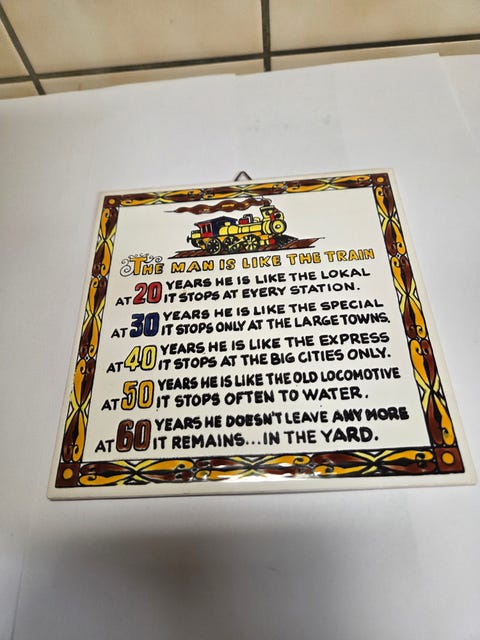 THE MAN IS LIKE THE TRAIN
AT 20 YEARS HE IS LIKE THE LOKAL
IT STOPS AT EYERY STATION.
AT 30 YEARS HE IS LIKE THE SPECIAL
IT STOPS ONLY AT THE LARGE TOWNS.
AT 40 YEARS HE IS LIKE THE EXPRESS
IT STOPS AT THE BIG CITIES ONLY.
AT 50 YEARS HE IS LIKE THE OLD LOCOMOTIVE
IT STOPS OFTEN TO WATER.
AT 60 YEARS HE DOESN'T LEAVE ANY MORE
IT REMAINS...IN THE YARD.